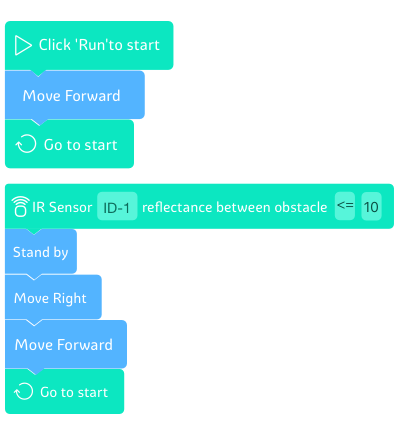 Click 'Run'to start
Move Forward
Go to start
IR Sensor ID-1 reflectance between obstacle <= 10
Stand by
Move Right
Move Forward
Go to start